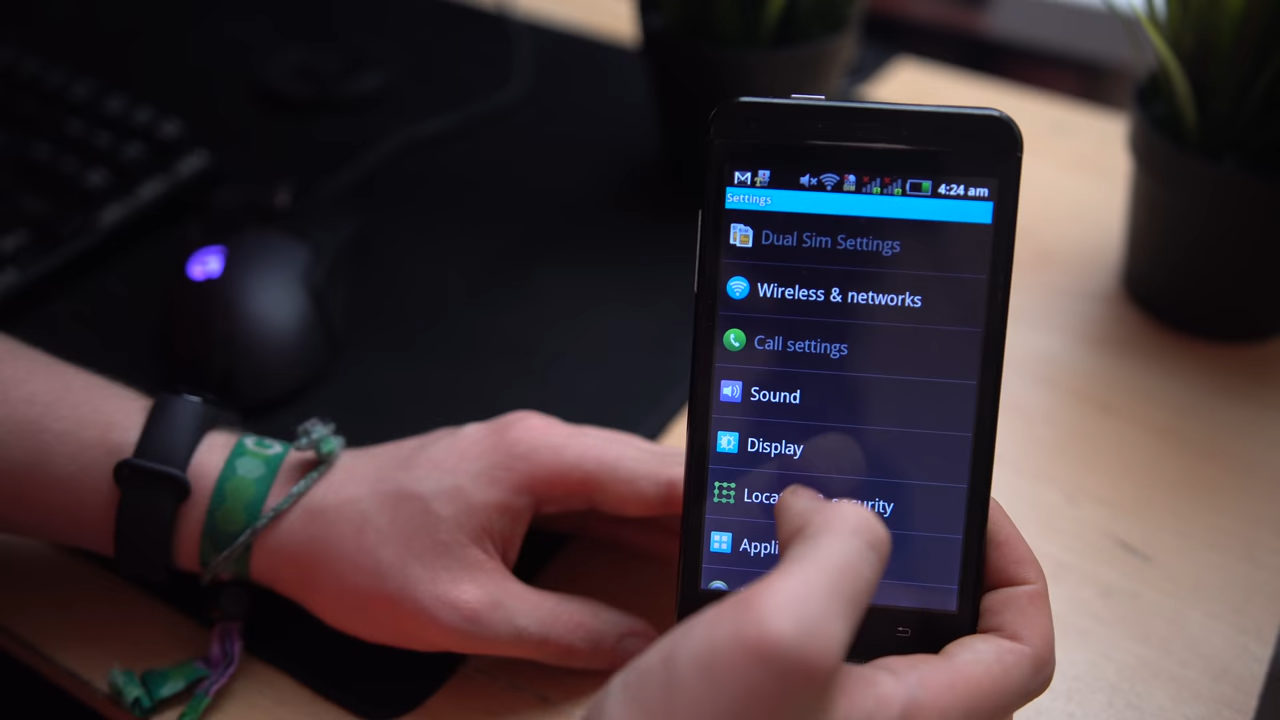 4:24 am
Settings
Dual Sim Settings
Wireless & networks
Call settings
Sound
Display
Loca security
Appli